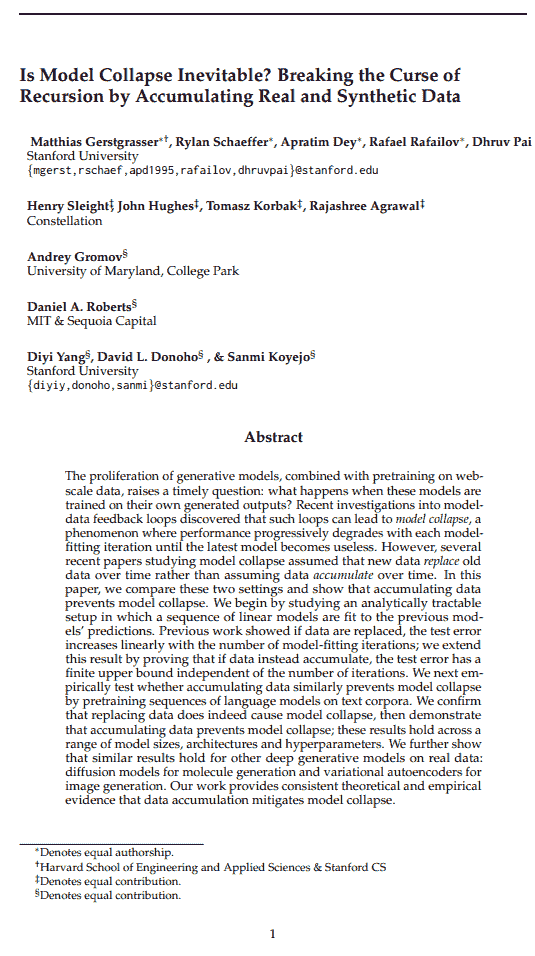 Is Model Collapse Inevitable? Breaking the Curse of
Recursion by Accumulating Real and Synthetic Data
Matthias Gerstgrasser*†, Rylan Schaeffer*, Apratim Dey*, Rafael Rafailov*, Dhruv Pai
Stanford University
{mgerst,rschaef,apd1995,rafailov,dhruvpai}@stanford.edu
Henry Sleight‡, John Hughes‡, Tomasz Korbak‡, Rajashree Agrawal‡
Constellation
Andrey Gromov§
University of Maryland, College Park
Daniel A. Roberts§
MIT & Sequoia Capital
Diyi Yang§, David L. Donoho§ , & Sanmi Koyejo§
Stanford University
{diyiy,donoho,sanmi}@stanford.edu
Abstract
The proliferation of generative models, combined with pretraining on web-
scale data, raises a timely question: what happens when these models are
trained on their own generated outputs? Recent investigations into model-
data feedback loops discovered that such loops can lead to model collapse, a
phenomenon where performance progressively degrades with each model-
fitting iteration until the latest model becomes useless. However, several
recent papers studying model collapse assumed that new data replace old
data over time rather than assuming data accumulate over time. In this
paper, we compare these two settings and show that accumulating data
prevents model collapse. We begin by studying an analytically tractable
setup in which a sequence of linear models are fit to the previous mod-
els' predictions. Previous work showed if data are replaced, the test error
increases linearly with the number of model-fitting iterations; we extend
this result by proving that if data instead accumulate, the test error has a
finite upper bound independent of the number of iterations. We next em-
pirically test whether accumulating data similarly prevents model collapse
by pretraining sequences of language models on text corpora. We confirm
that replacing data does indeed cause model collapse, then demonstrate
that accumulating data prevents model collapse; these results hold across a
range of model sizes, architectures and hyperparameters. We further show
that similar results hold for other deep generative models on real data:
diffusion models for molecule generation and variational autoencoders for
image generation. Our work provides consistent theoretical and empirical
evidence that data accumulation mitigates model collapse.
*Denotes equal authorship.
†Harvard School of Engineering and Applied Sciences & Stanford CS
‡Denotes equal contribution.
§Denotes equal contribution.
1